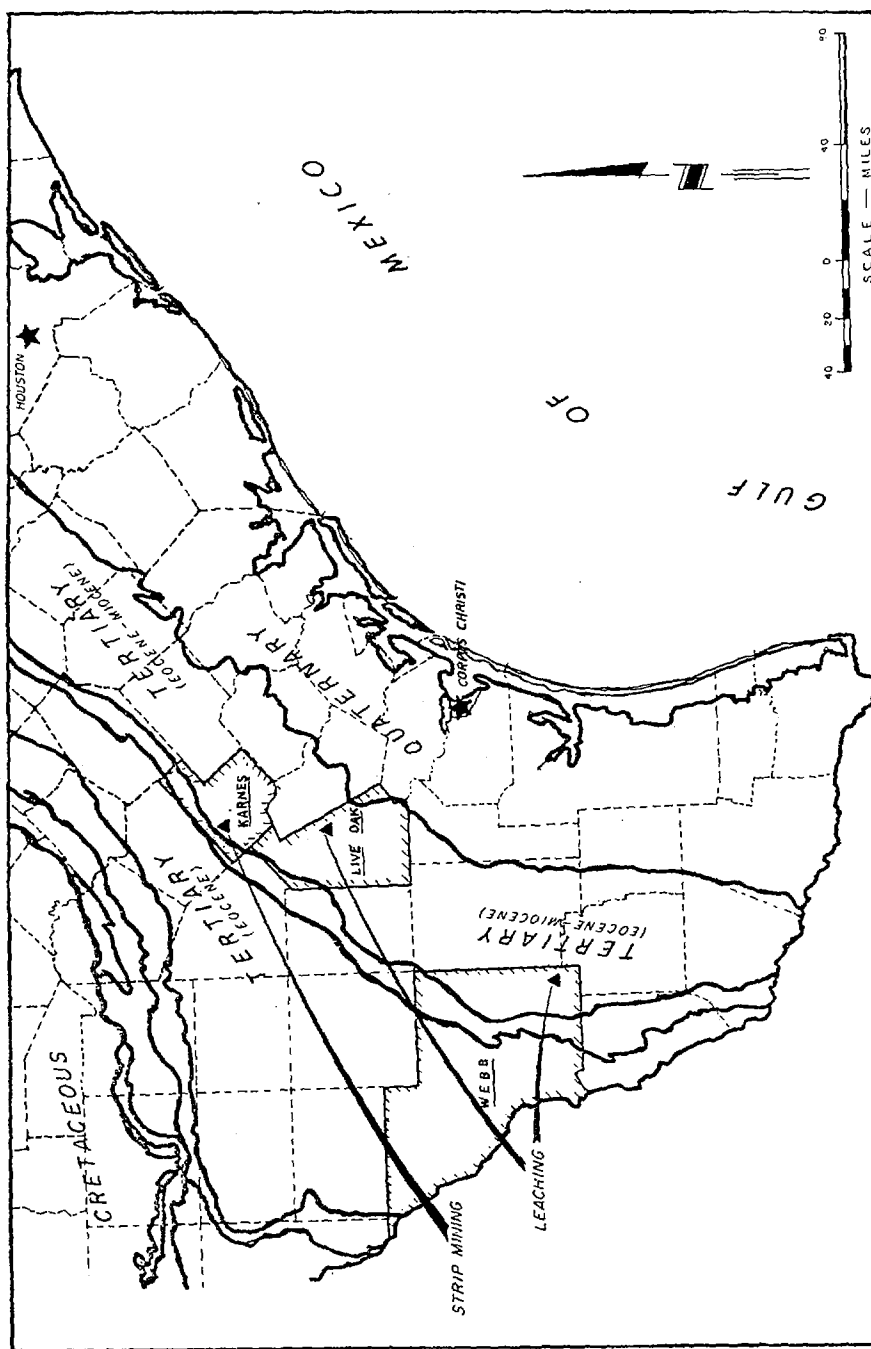 HOUSTON
MEXICO
OF
GULF
TERTIARY
(EOCENE-MIOCENE)
QUATERNARY
CORPUS CHRISTI
KARNES
LIVE OAK
TERTIARY
(EOCENE)
CRETACEOUS
TERTIARY
(EOCENE-MIOCENE)
WEBB
LEACHING
STRIP MINING
N
40 20 0 40 80
SCALE — MILES